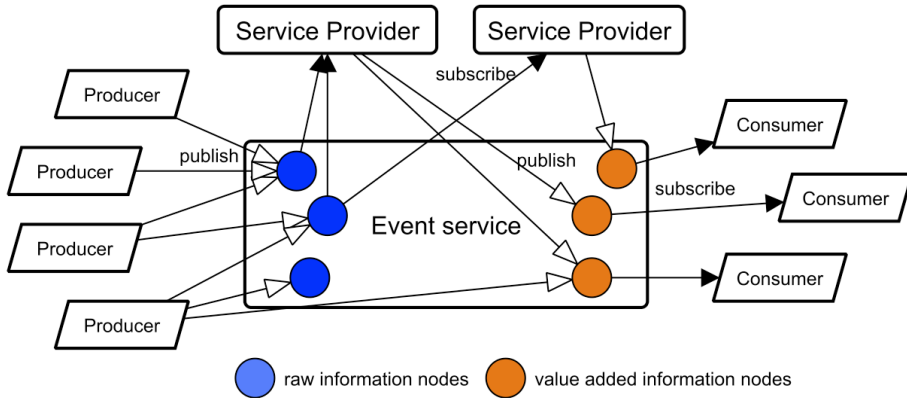 Service Provider
Service Provider
subscribe
Producer
Consumer
publish
publish
Producer
subscribe
Consumer
Event service
Producer
Consumer
Producer
raw information nodes
value added information nodes